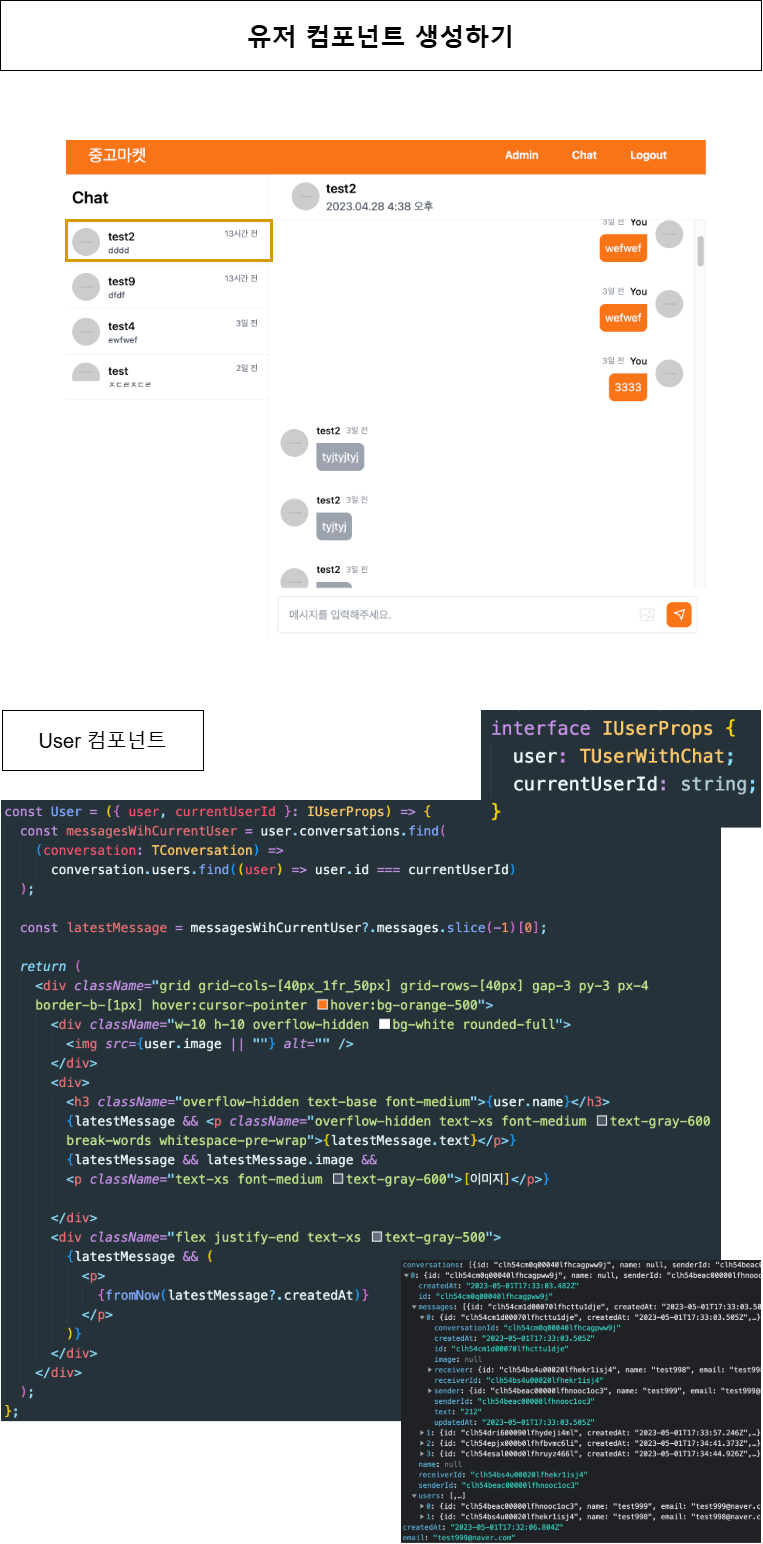 유저 컴포넌트 생성하기
중고마켓
Admin
Chat
Logout
Chat
test2
2023.04.28 4:38 오후
test2
13시간 전
dddd
test9
13시간 전
dfdf
test4
3일 전
ewfwef
test
2일 전
ㅊㄷㄹㅈㄷㄹ
3일 전 You
wefwef
3일 전 You
wefwef
3일 전 You
3333
test2 3일 전
tyjtyjtyj
test2 3일 전
tyjtyj
test2 3일 전
메시지를 입력해주세요.
User 컴포넌트
interface IUserProps {
user: TUserWithChat;
currentUserId: string;
}
const User = ({ user, currentUserId }: IUserProps) => {
const messagesWihCurrentUser = user.conversations.find(
(conversation: TConversation) =>
conversation.users.find((user) => user.id === currentUserId)
);
const latestMessage = messagesWihCurrentUser?.messages.slice(-1)[0];
return (
<div className="grid grid-cols-[40px_1fr_50px] grid-rows-[40px] gap-3 py-3 px-4
border-b-[1px] hover:cursor-pointer hover:bg-orange-500">
<div className="w-10 h-10 overflow-hidden bg-white rounded-full">
<img src={user.image || ""} alt="" />
</div>
<div>
<h3 className="overflow-hidden text-base font-medium">{user.name}</h3>
{latestMessage && <p className="overflow-hidden text-xs font-medium text-gray-600
break-words whitespace-pre-wrap">{latestMessage.text}</p>}
{latestMessage && latestMessage.image &&
<p className="text-xs font-medium text-gray-600">[이미지]</p>}
</div>
<div className="flex justify-end text-xs text-gray-500">
{latestMessage && (
<p>
{fromNow(latestMessage?.createdAt)}
</p>
)}
</div>
</div>
);
};
conversations: [{id: "clh54cm0q00040lfhcagpww9j", name: null, senderId: "clh54beac0
0: {id: "clh54cm0q00040lfhcagpww9j", name: null, senderId: "clh54beac00000lfhnooo
createdAt: "2023-05-01T17:33:03.482Z"
id: "clh54cm0q00040lfhcagpww9j"
messages: [{id: "clh54cm1d00070lfhcttu1dje", createdAt: "2023-05-01T17:33:03.50
0: {id: "clh54cm1d00070lfhcttu1dje", createdAt: "2023-05-01T17:33:03.505Z",…}
conversationId: "clh54cm0q00040lfhcagpww9j"
createdAt: "2023-05-01T17:33:03.505Z"
id: "clh54cm1d00070lfhcttu1dje"
image: null
receiver: {id: "clh54bs4u00020lfhekr1isj4", name: "test998", email: "test998
receiverId: "clh54bs4u00020lfhekr1isj4"
sender: {id: "clh54beac00000lfhnooc1oc3", name: "test999", email: "test999@
senderId: "clh54beac00000lfhnooc1oc3"
text: "212"
updatedAt: "2023-05-01T17:33:03.505Z"
1: {id: "clh54dri600090lfhydeji4ml", createdAt: "2023-05-01T17:33:57.246Z",…}
2: {id: "clh54epjx000b0lfhfbvmc6li", createdAt: "2023-05-01T17:34:41.373Z",…}
3: {id: "clh54esal000d0lfhruyz466l", createdAt: "2023-05-01T17:34:44.926Z",…}
name: null
receiverId: "clh54bs4u00020lfhekr1isj4"
senderId: "clh54beac00000lfhnooc1oc3"
users: [,…]
0: {id: "clh54beac00000lfhnooc1oc3", name: "test999", email: "test999@naver.c
1: {id: "clh54bs4u00020lfhekr1isj4", name: "test998", email: "test998@naver.c
createdAt: "2023-05-01T17:32:06.804Z"
email: "test999@naver.com"